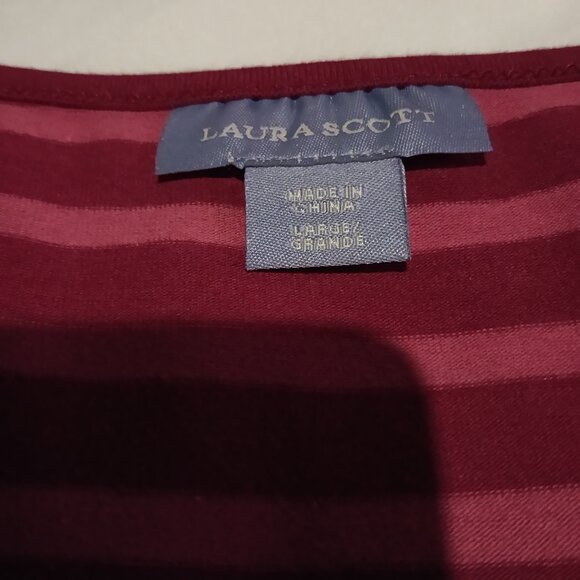 LAURA SCOTT
MADE IN
CHINA
LARGE/
GRANDE